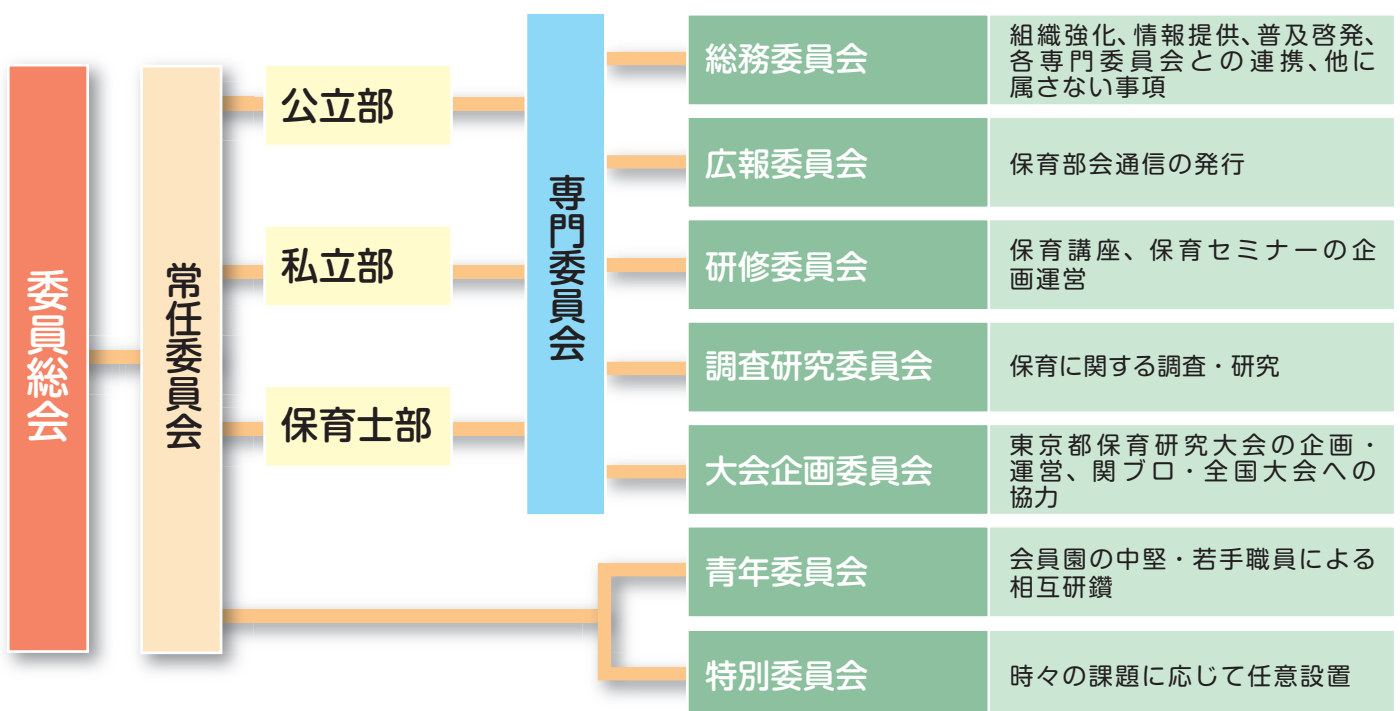 委員総会
常任委員会
公立部
私立部
保育士部
専門委員会
総務委員会
組織強化、情報提供、普及啓発、
各専門委員会との連携、他に
属さない事項
広報委員会
保育部会通信の発行
研修委員会
保育講座、保育セミナーの企
画運営
調査研究委員会
保育に関する調査・研究
大会企画委員会
東京都保育研究大会の企画・
運営、関ブロ・全国大会への
協力
青年委員会
会員園の中堅・若手職員による
相互研鑽
特別委員会
時々の課題に応じて任意設置